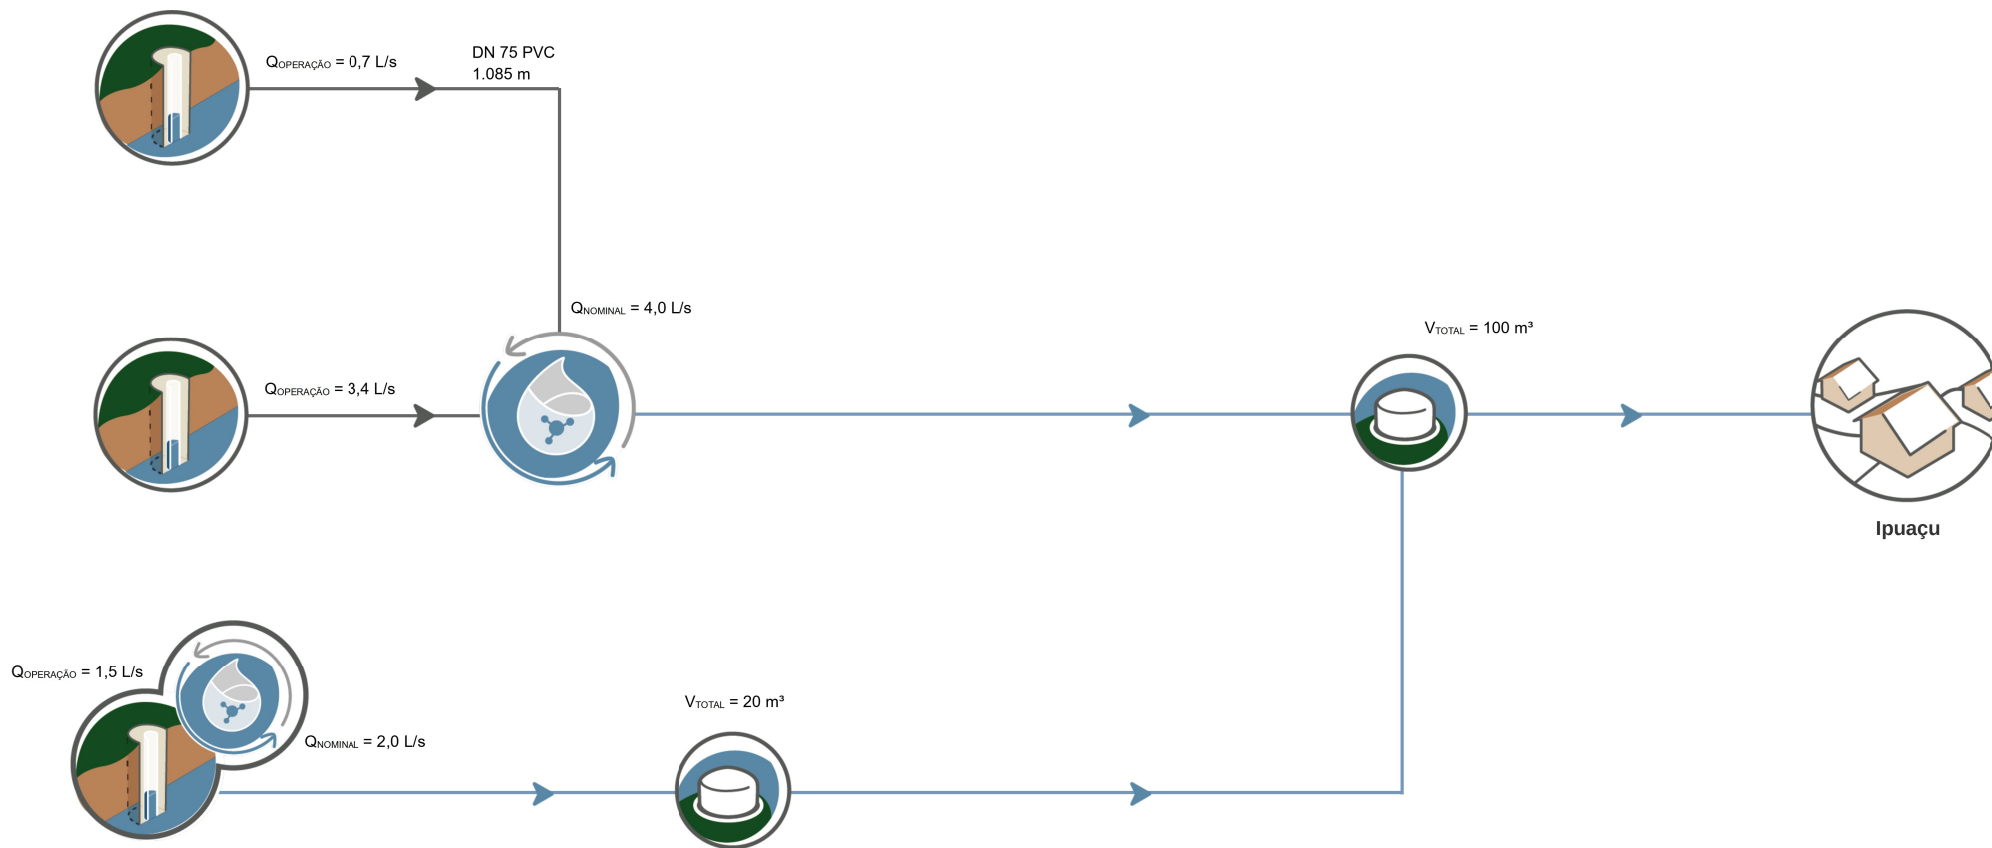 QOPERAÇÃO = 0,7 L/s
DN 75 PVC
1.085 m
QNOMINAL = 4,0 L/s
VTOTAL = 100 m³
QOPERAÇÃO = 3,4 L/s
Ipuaçu
QOPERAÇÃO = 1,5 L/s
VTOTAL = 20 m³
QNOMINAL = 2,0 L/s